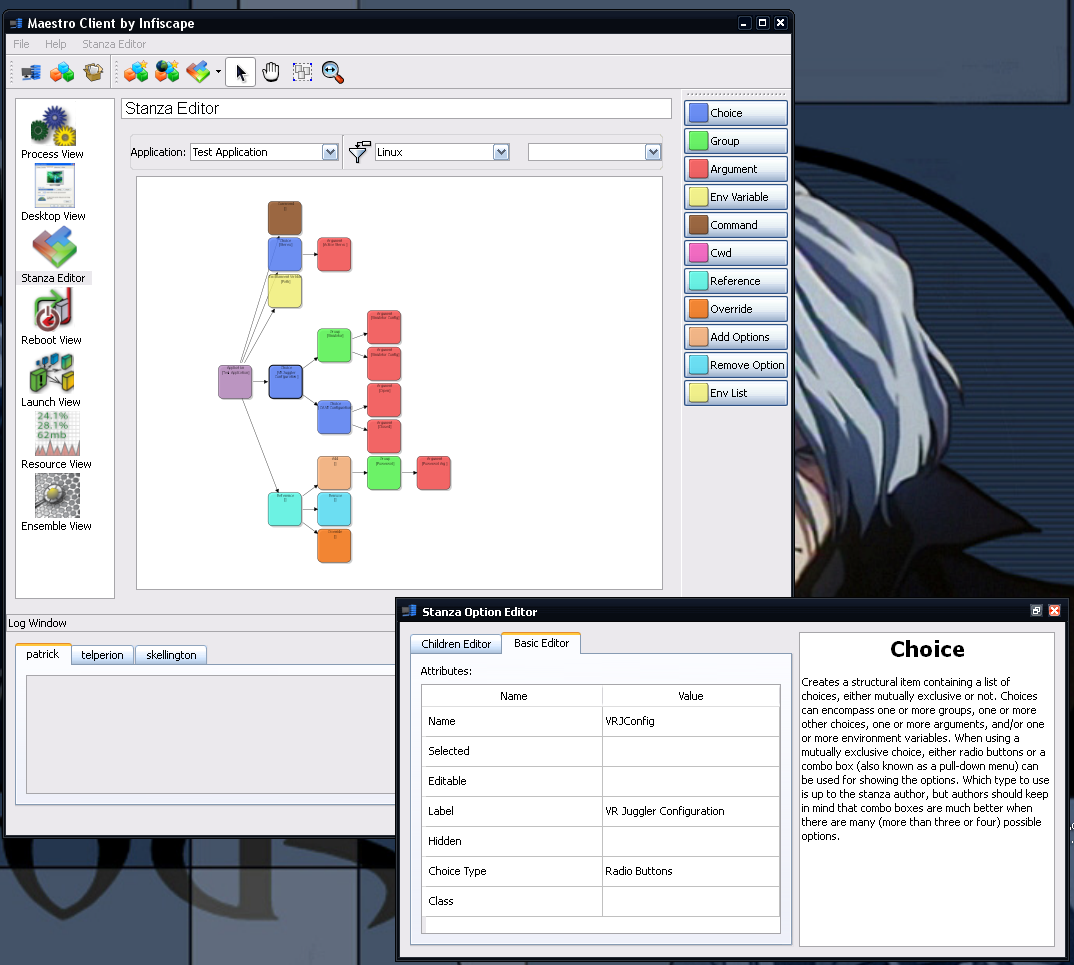 Maestro Client by Infiscape
File Help Stanza Editor
Stanza Editor
Process View
Desktop View
Stanza Editor
Reboot View
Launch View
24.1%
28.1%
62mb
Resource View
Ensemble View
Application: Test Application Linux
Choice
Group
Argument
Env Variable
Command
Cwd
Reference
Override
Add Options
Remove Option
Env List
Log Window
patrick telperion skellington
Stanza Option Editor
Children Editor Basic Editor
Attributes:
Name Value
Name VRJConfig
Selected
Editable
Label VR Juggler Configuration
Hidden
Choice Type Radio Buttons
Class
Choice
Creates a structural item containing a list of
choices, either mutually exclusive or not. Choices
can encompass one or more groups, one or more
other choices, one or more arguments, and/or one
or more environment variables. When using a
mutually exclusive choice, either radio buttons or a
combo box (also known as a pull-down menu) can
be used for showing the options. Which type to use
is up to the stanza author, but authors should keep
in mind that combo boxes are much better when
there are many (more than three or four) possible
options.